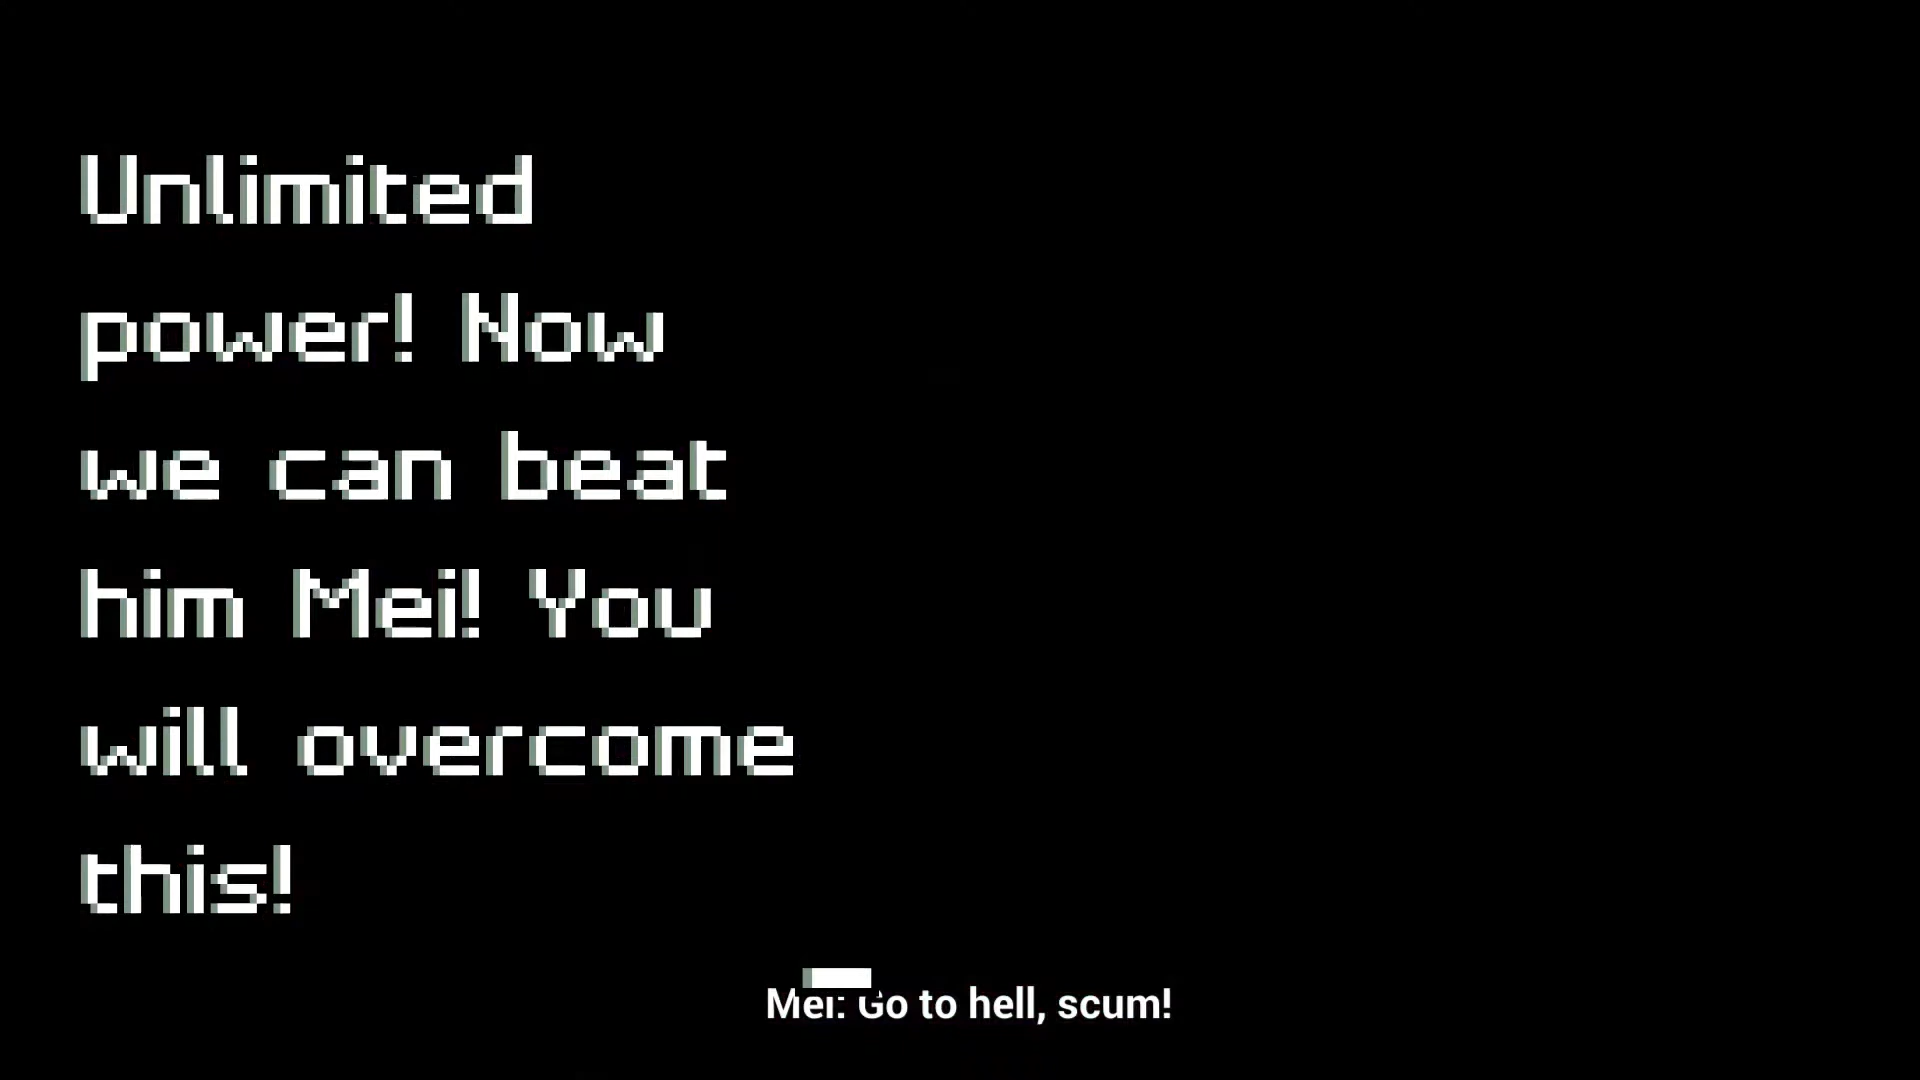 Unlimited
power! Now
we can beat
him Mei! You
will overcome
this!
Mei: Go to hell, scum!